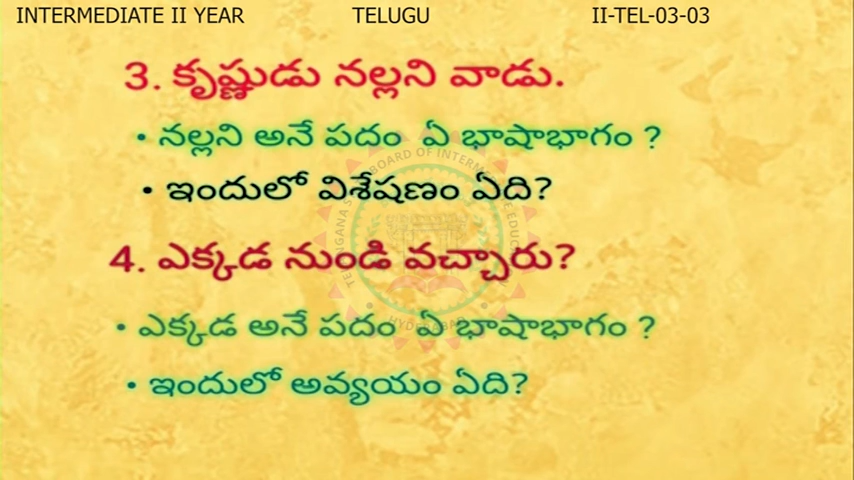 INTERMEDIATE II YEAR TELUGU II-TEL-03-03
3. కృష్ణుడు నల్లని వాడు.
• నల్లని అనే పదం ఏ భాషాభాగం ?
• ఇందులో విశేషణం ఏది?
4. ఎక్కడ నుండి వచ్చారు?
• ఎక్కడ అనే పదం ఏ భాషాభాగం ?
• ఇందులో అవ్యయం ఏది?
HYDERABAD